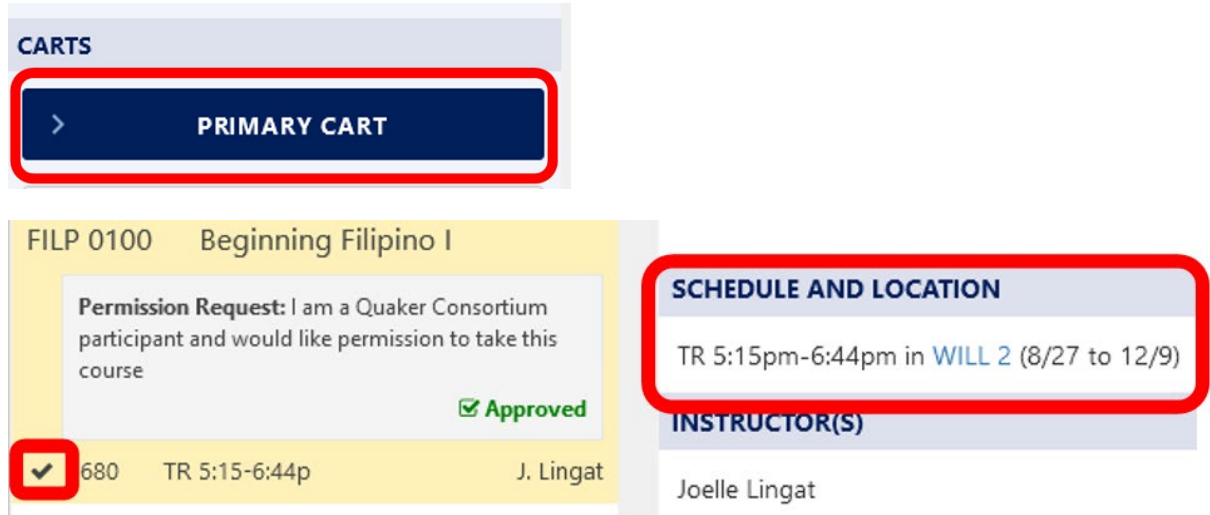 CARTS
PRIMARY CART
FILP 0100 Beginning Filipino I
Permission Request: I am a Quaker Consortium
participant and would like permission to take this
course
Approved
680 TR 5:15-6:44p J. Lingat
SCHEDULE AND LOCATION
TR 5:15pm-6:44pm in WILL 2 (8/27 to 12/9)
INSTRUCTOR(S)
Joelle Lingat